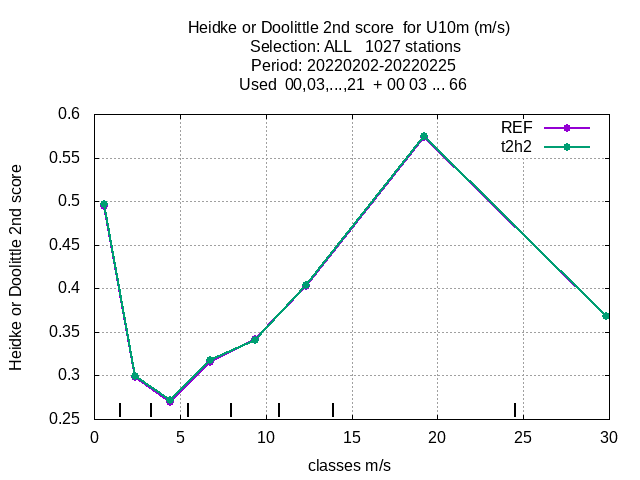 Heidke or Doolittle 2nd score  for U10m (m/s)
Selection: ALL   1027 stations
Period: 20220202-20220225
Used  00,03,...,21  + 00 03 ... 66
REF
t2h2
Heidke or Doolittle 2nd score
0.6
0.55
0.5
0.45
0.4
0.35
0.3
0.25
0 5 10 15 20 25 30
classes m/s